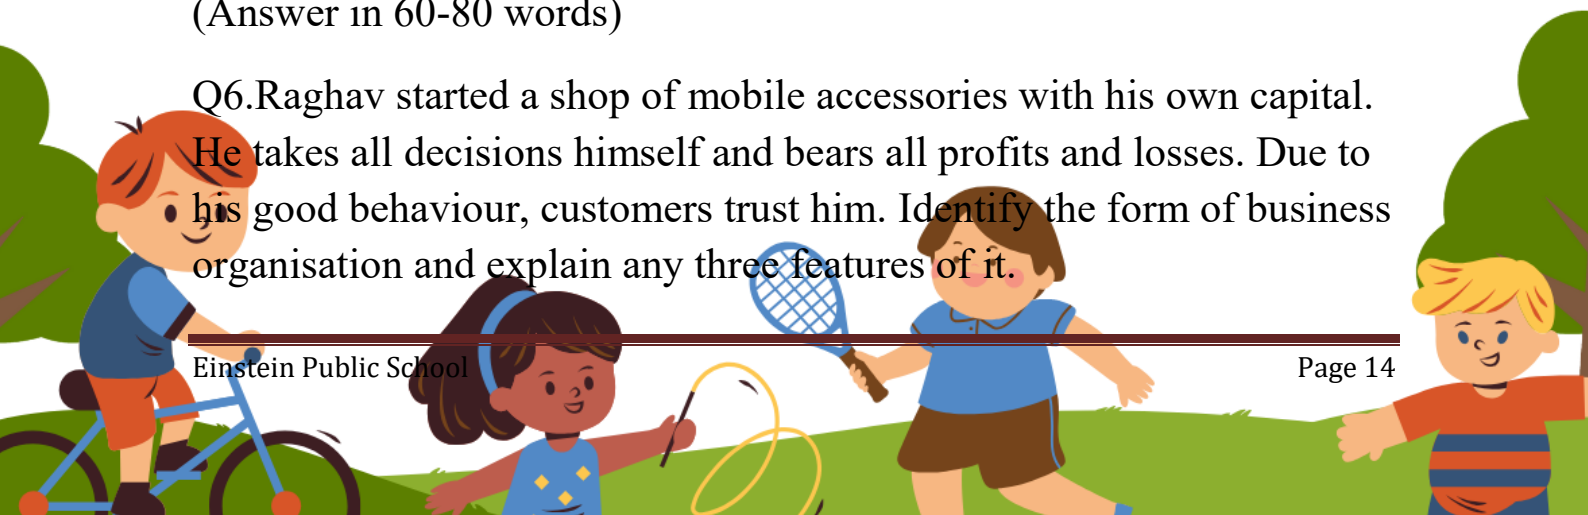 (Answer in 60-80 words)
Q6.Raghav started a shop of mobile accessories with his own capital.
He takes all decisions himself and bears all profits and losses. Due to
his good behaviour, customers trust him. Identify the form of business
organisation and explain any three features of it.
Einstein Public School
Page 14